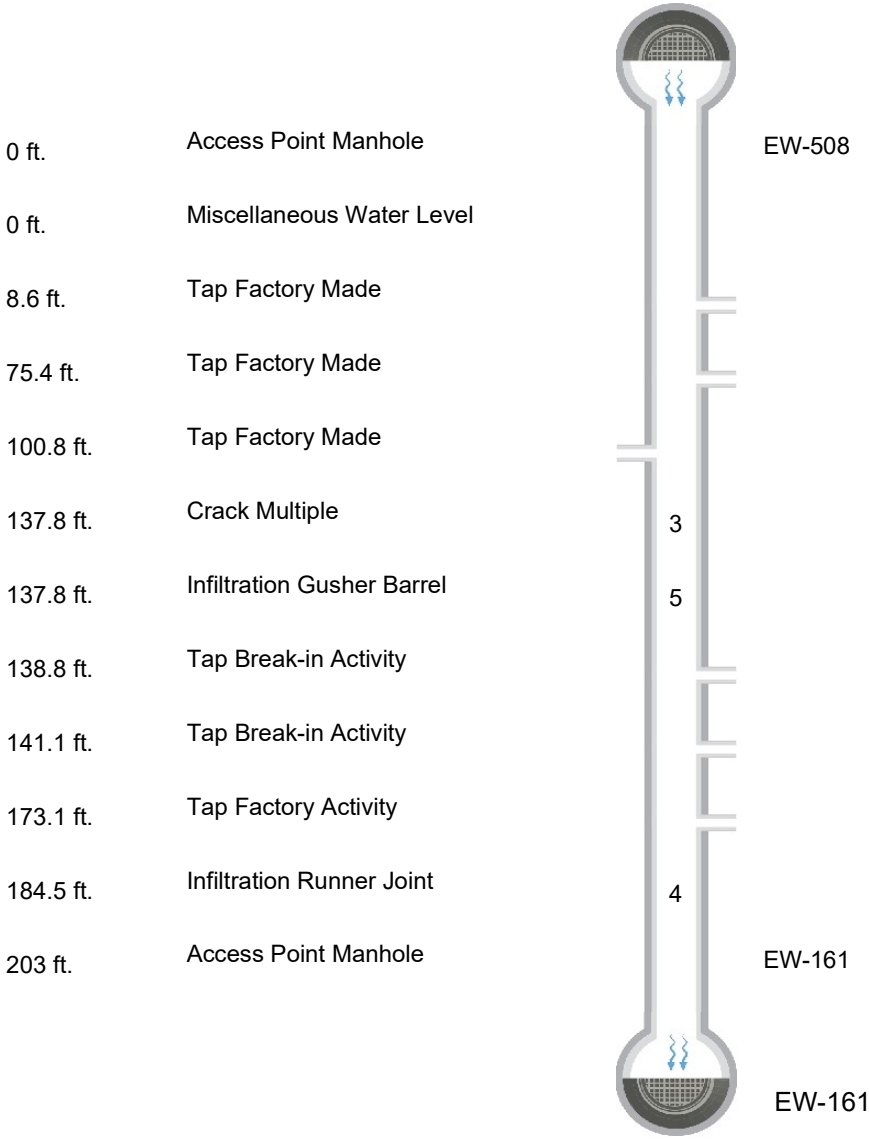 0 ft. Access Point Manhole EW-508
0 ft. Miscellaneous Water Level
8.6 ft. Tap Factory Made
75.4 ft. Tap Factory Made
100.8 ft. Tap Factory Made
137.8 ft. Crack Multiple 3
137.8 ft. Infiltration Gusher Barrel 5
138.8 ft. Tap Break-in Activity
141.1 ft. Tap Break-in Activity
173.1 ft. Tap Factory Activity
184.5 ft. Infiltration Runner Joint 4
203 ft. Access Point Manhole EW-161
EW-161